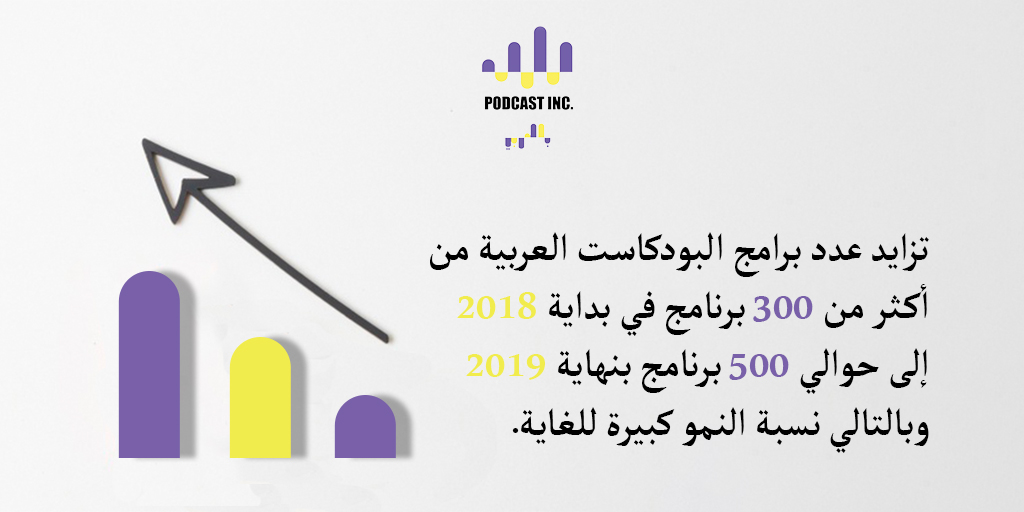 PODCAST INC.
تزايد عدد برامج البودكاست العربية من
أكثر من 300 برنامج في بداية 2018
إلى حوالي 500 برنامج بنهاية 2019
وبالتالي نسبة النمو كبيرة للغاية.